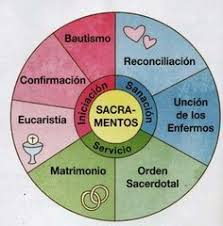 Bautismo
Reconciliación
Confirmación
Unción de
los
Enfermos
Eucaristía
Matrimonio
Orden
Sacerdotal
Iniciación
Sanación
Servicio
SACRA-
MENTOS